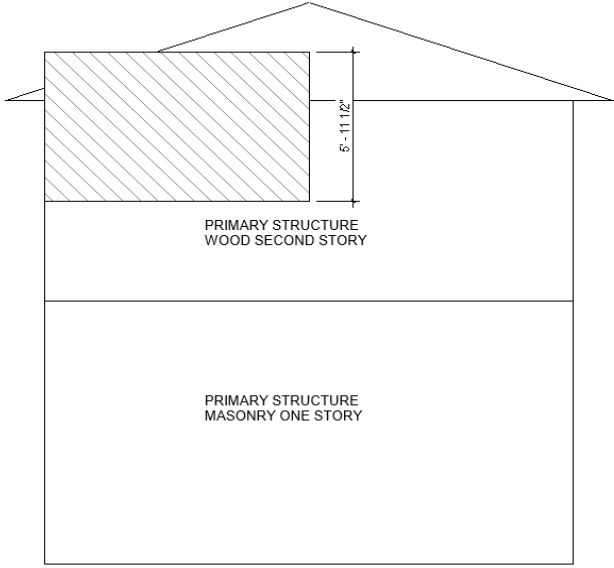 5' - 11 1/2"
PRIMARY STRUCTURE
WOOD SECOND STORY
PRIMARY STRUCTURE
MASONRY ONE STORY